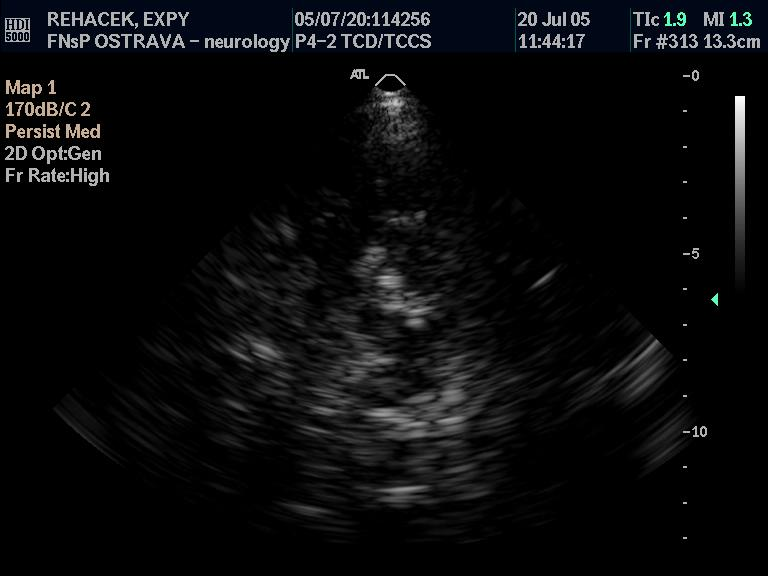 HDI 5000
REHACEK, EXPY 05/07/20:114256 20 Jul 05 TIc 1.9 MI 1.3
FNsP OSTRAVA - neurology P4-2 TCD/TCCS 11:44:17 Fr #313 13.3cm
ATL
Map 1
170dB/C 2
Persist Med
2D Opt:Gen
Fr Rate:High
0
5
10